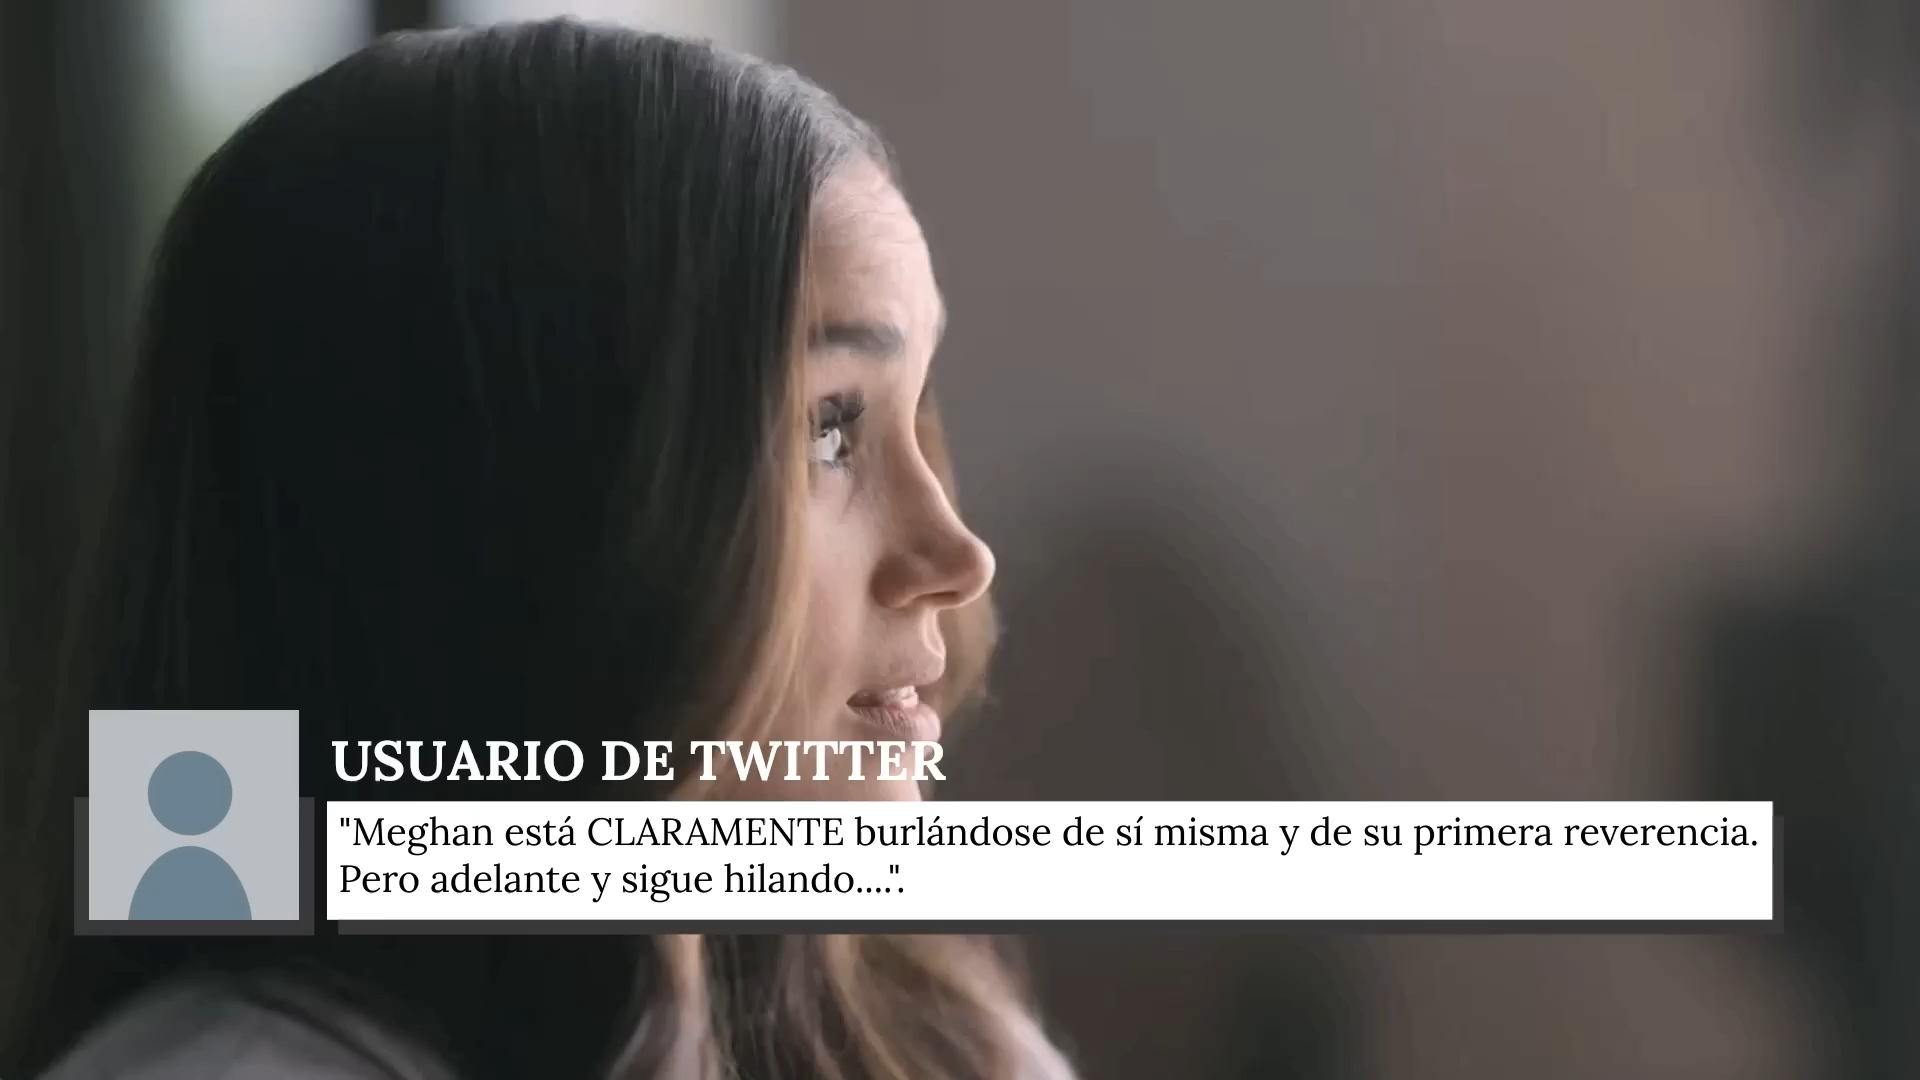 USUARIO DE TWITTER
"Meghan está CLARAMENTE burlándose de sí misma y de su primera reverencia.
Pero adelante y sigue hilando....".